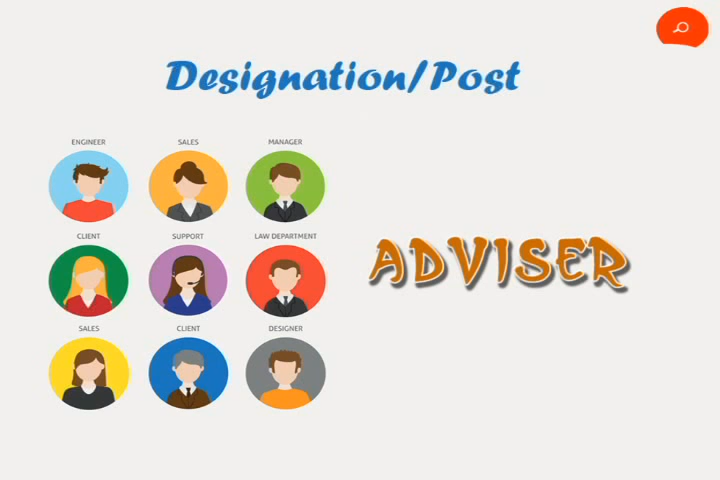 Designation/Post
ENGINEER SALES MANAGER
CLIENT SUPPORT LAW DEPARTMENT
ADVISER
SALES CLIENT DESIGNER